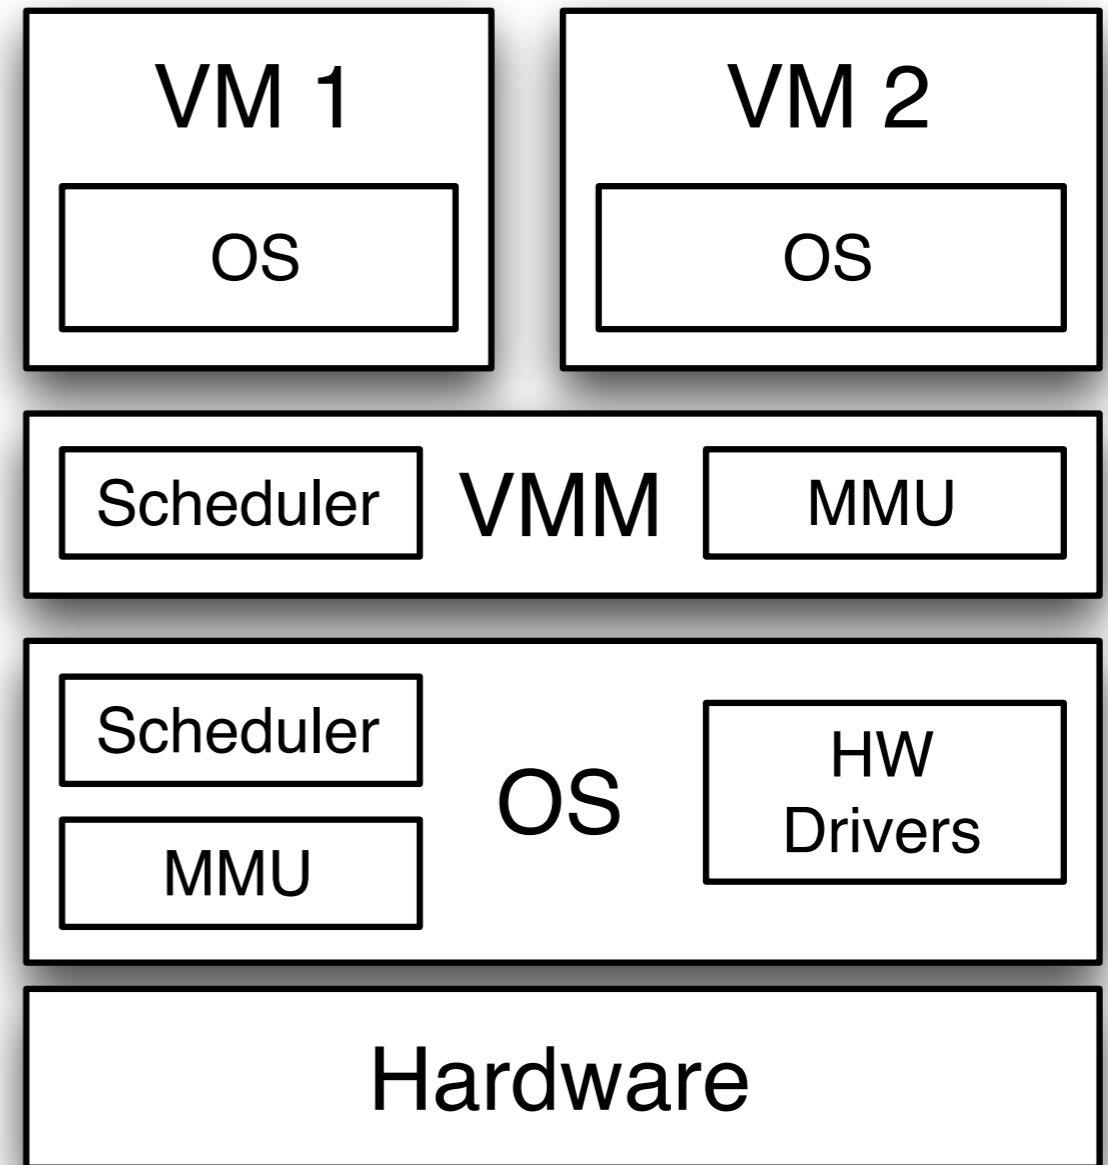 VM 1
VM 2
OS
OS
Scheduler
VMM
MMU
Scheduler
MMU
OS
HW
Drivers
Hardware